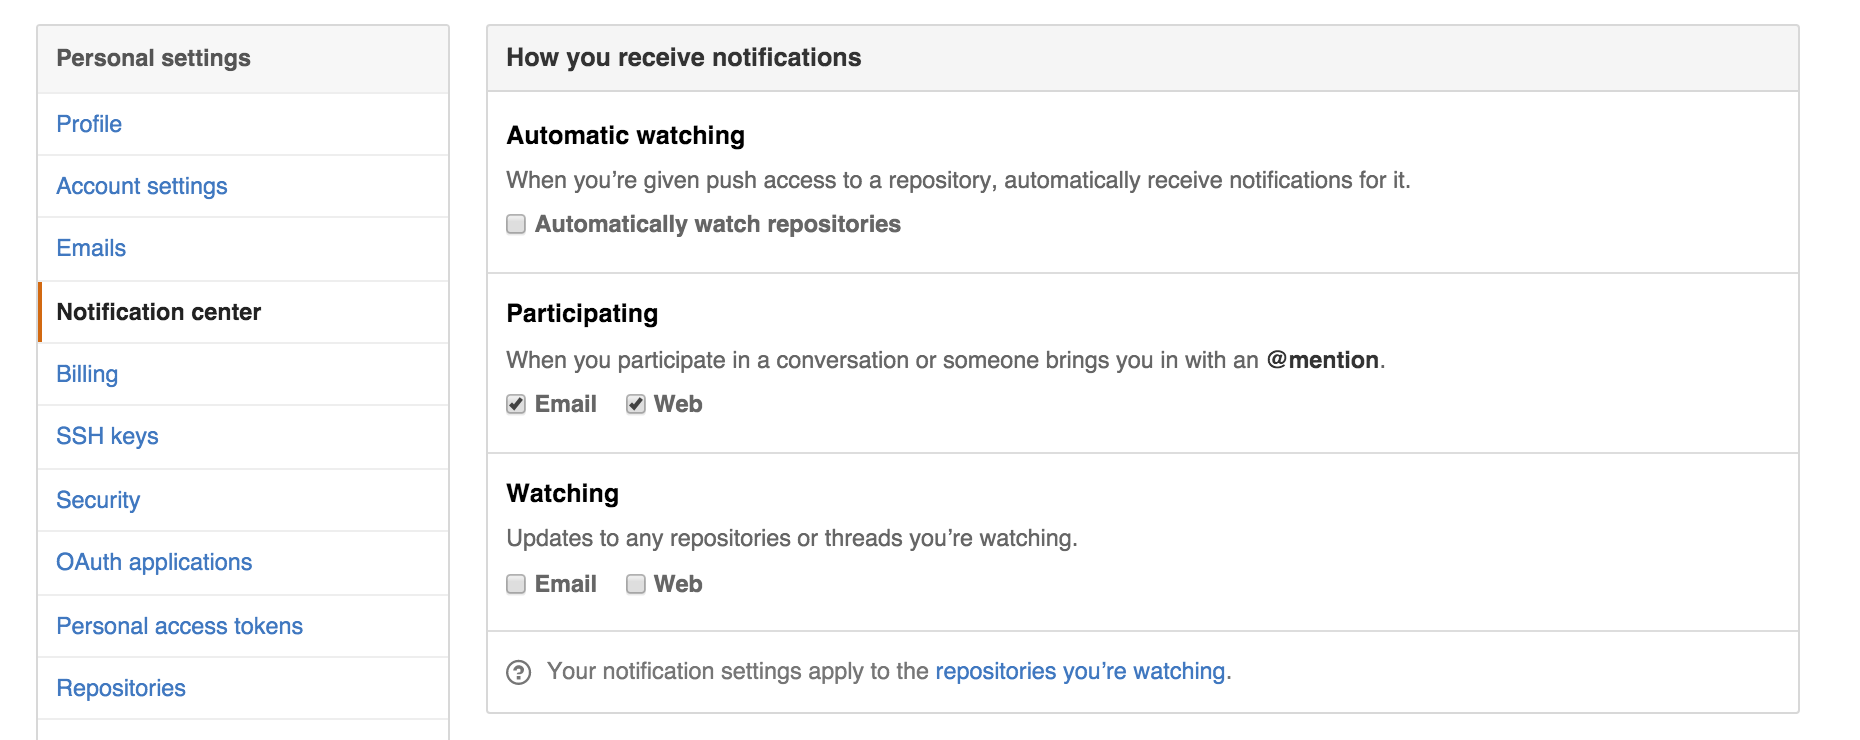 Personal settings
Profile
Account settings
Emails
Notification center
Billing
SSH keys
Security
OAuth applications
Personal access tokens
Repositories
How you receive notifications
Automatic watching
When you’re given push access to a repository, automatically receive notifications for it.
Automatically watch repositories
Participating
When you participate in a conversation or someone brings you in with an @mention.
Email Web
Watching
Updates to any repositories or threads you’re watching.
Email Web
Your notification settings apply to the repositories you’re watching.